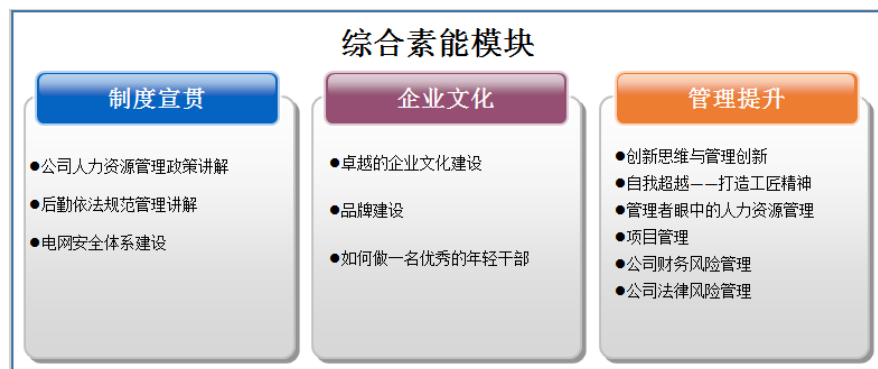 综合素能模块
制度宣贯
●公司人力资源管理政策讲解
●后勤依法规范管理讲解
●电网安全体系建设
企业文化
●卓越的企业文化建设
●品牌建设
●如何做一名优秀的年轻干部
管理提升
●创新思维与管理创新
●自我超越——打造工匠精神
●管理者眼中的人力资源管理
●项目管理
●公司财务风险管理
●公司法律风险管理